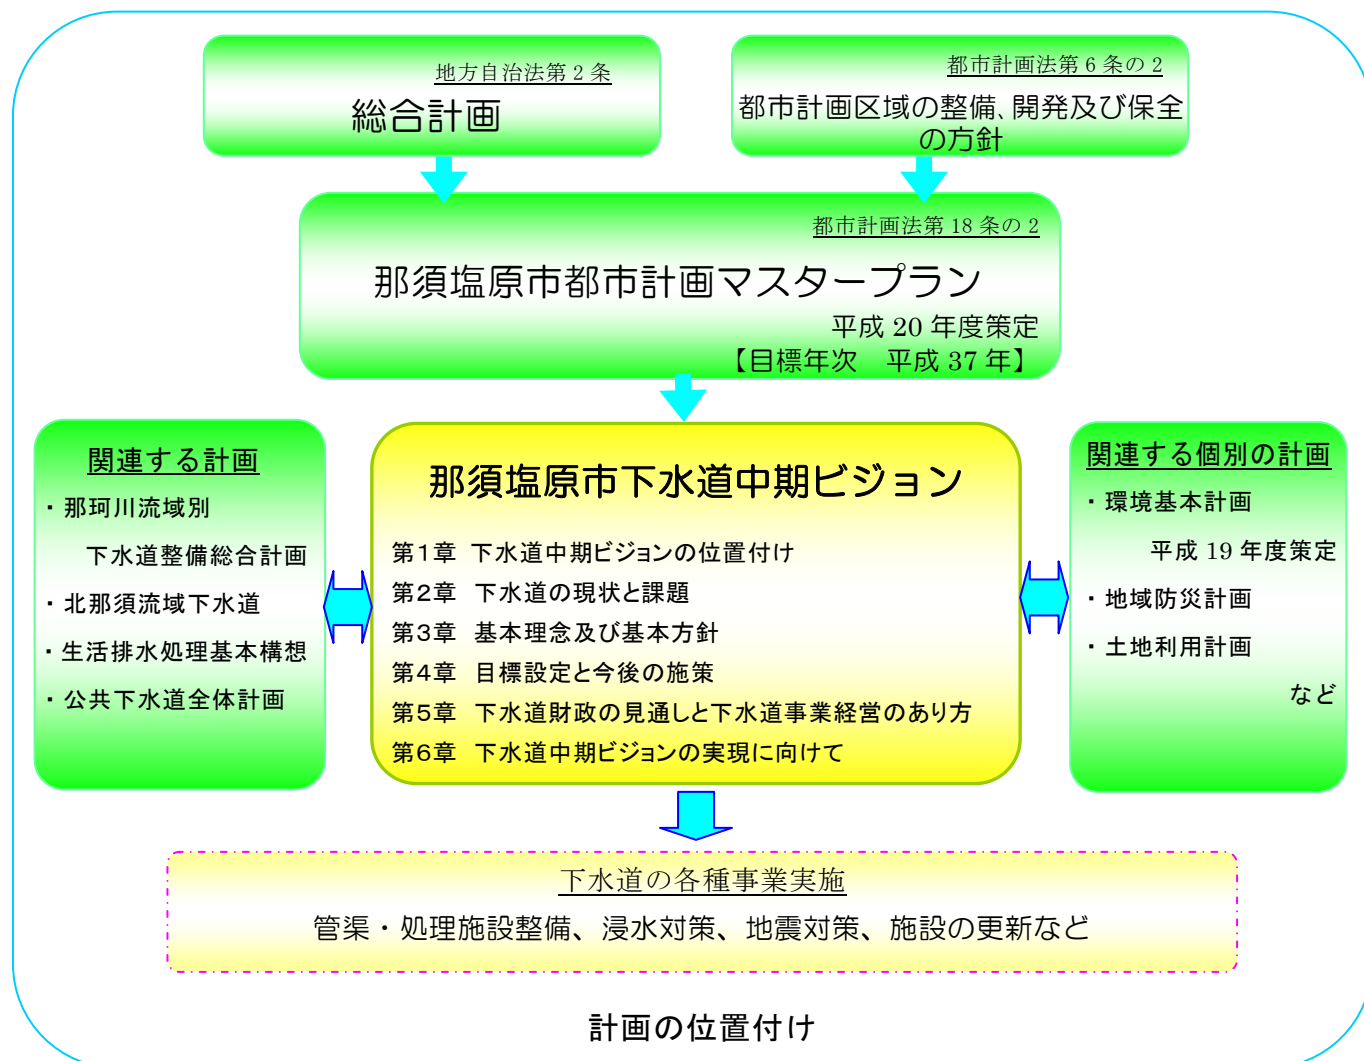 地方自治法第２条
総合計画
都市計画法第６条の２
都市計画区域の整備、開発及び保全
の方針
都市計画法第 18 条の２
那須塩原市都市計画マスタープラン
平成 20 年度策定
【目標年次　平成 37 年】
関連する計画
・那珂川流域別
下水道整備総合計画
・北那須流域下水道
・生活排水処理基本構想
・公共下水道全体計画
那須塩原市下水道中期ビジョン
第１章 下水道中期ビジョンの位置付け
第２章 下水道の現状と課題
第３章 基本理念及び基本方針
第４章 目標設定と今後の施策
第５章 下水道財政の見通しと下水道事業経営のあり方
第６章 下水道中期ビジョンの実現に向けて
関連する個別の計画
・環境基本計画
平成 19 年度策定
・地域防災計画
・土地利用計画
など
下水道の各種事業実施
管渠・処理施設整備、浸水対策、地震対策、施設の更新など
計画の位置付け